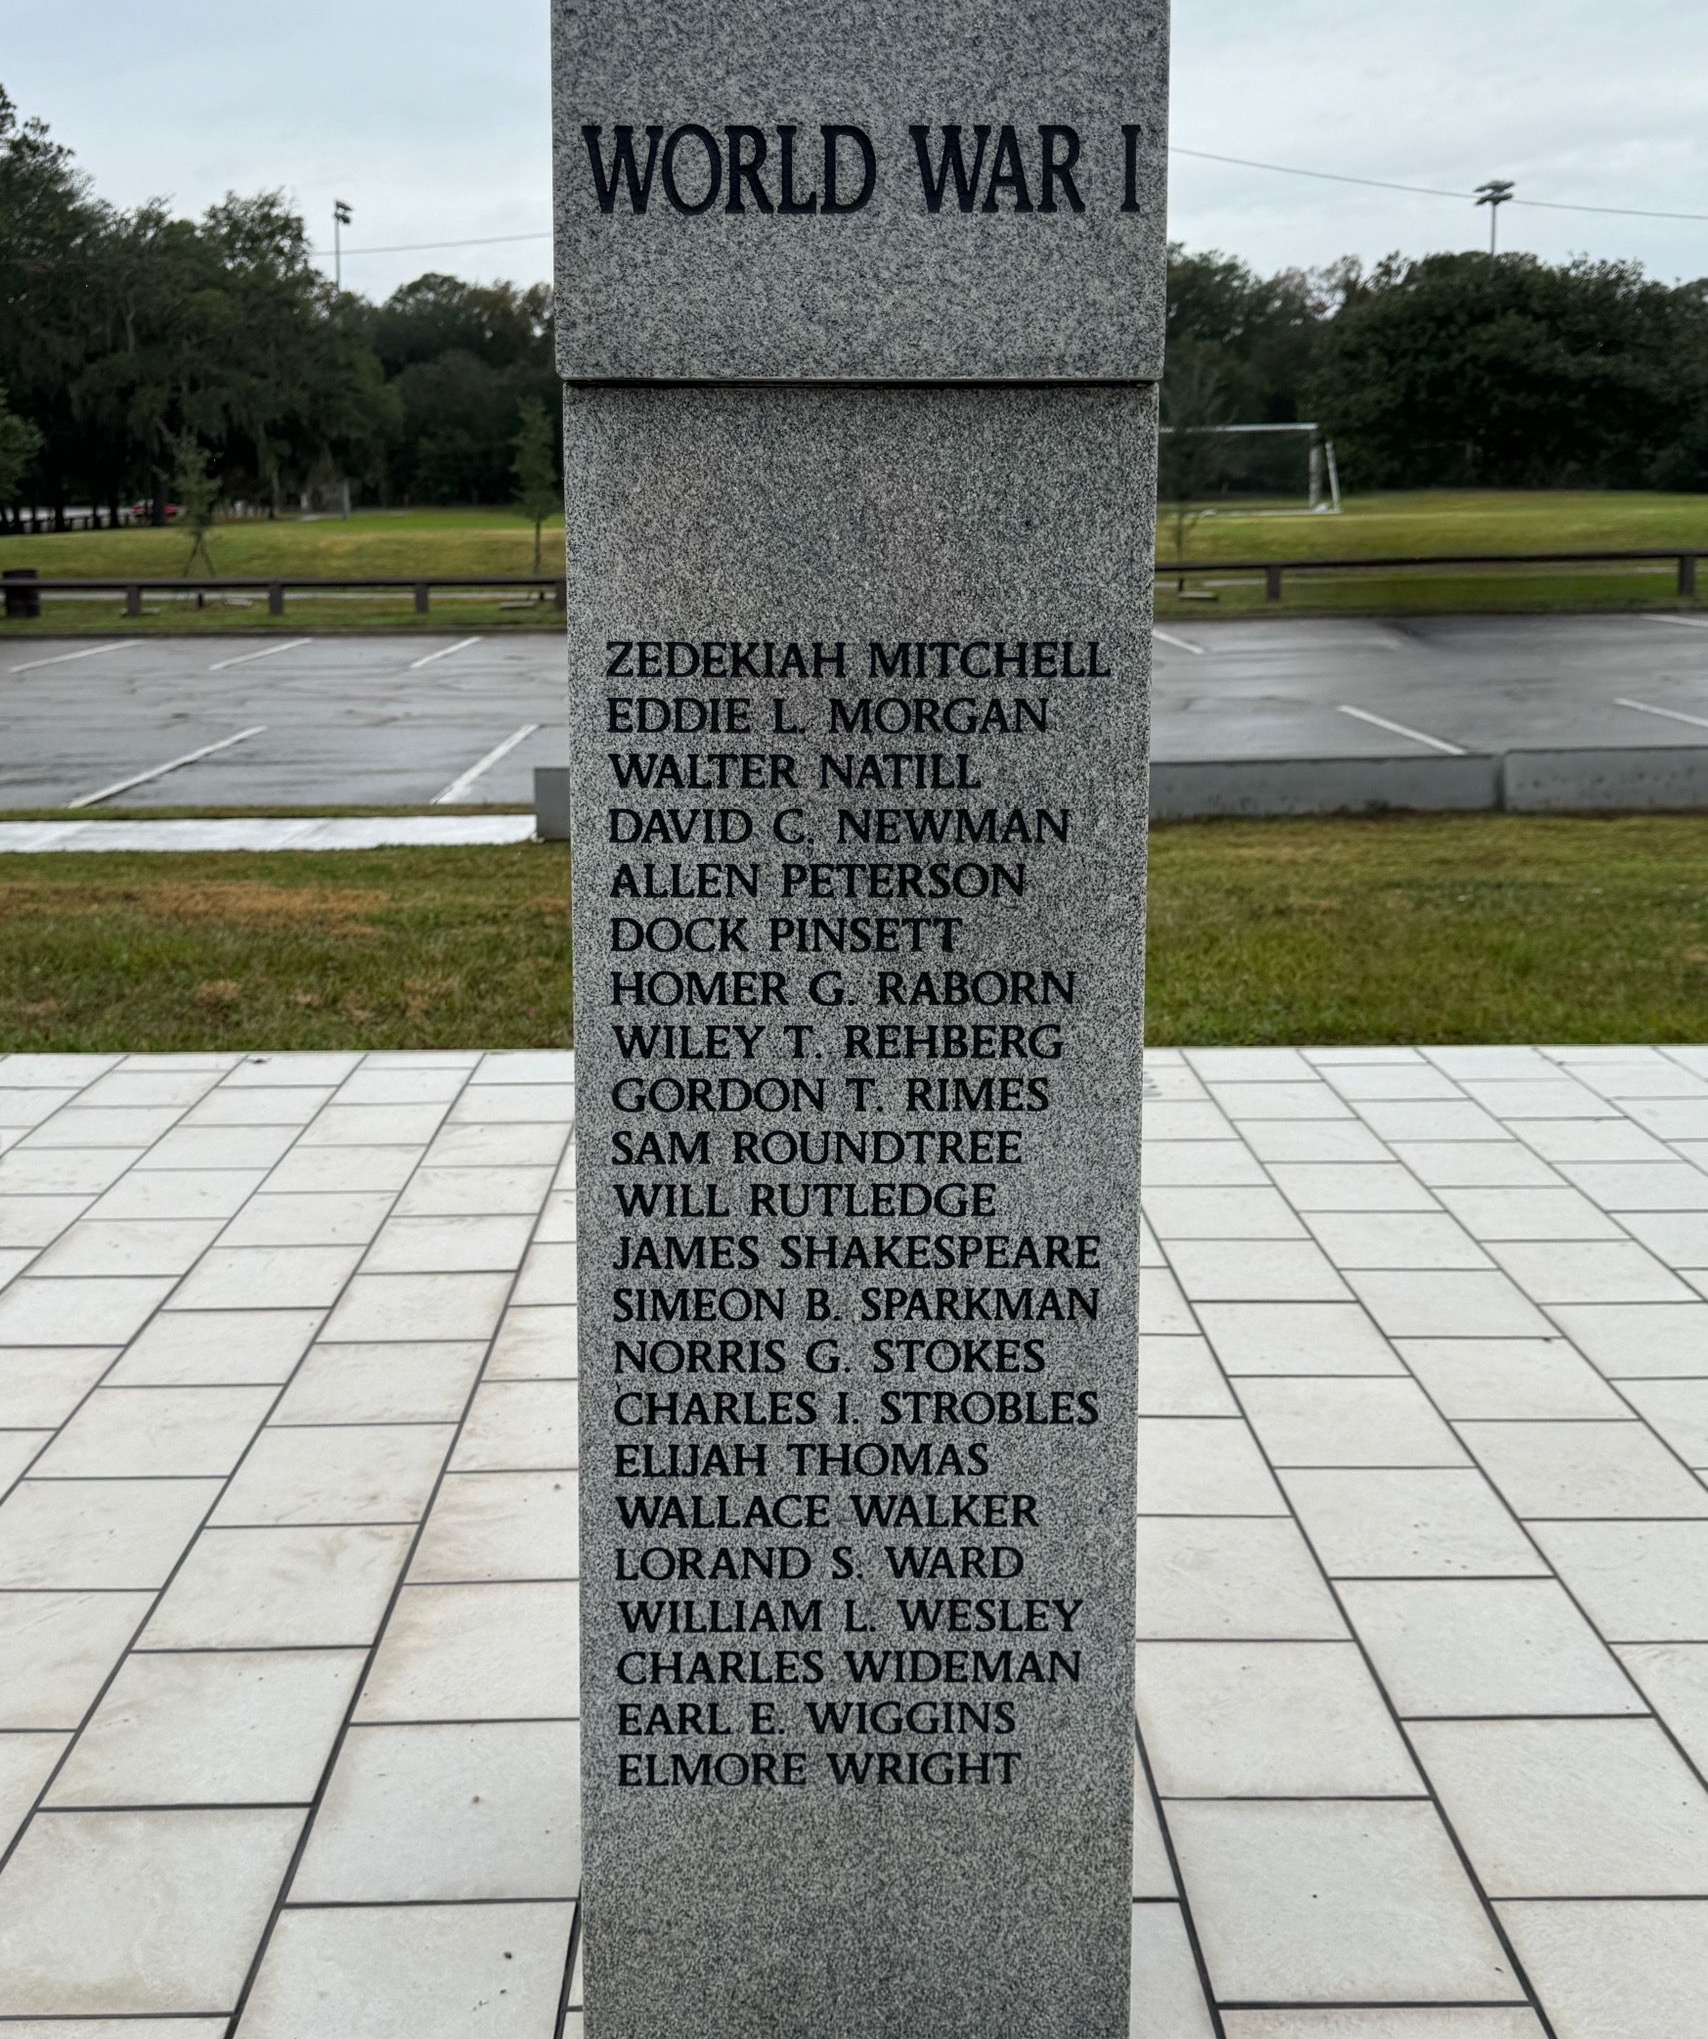 WORLD WAR I
ZEDEKIAH MITCHELL
EDDIE L. MORGAN
WALTER NATILL
DAVID C. NEWMAN
ALLEN PETERSON
DOCK PINSETT
HOMER G. RABORN
WILEY T. REHBERG
GORDON T. RIMES
SAM ROUNDTREE
WILL RUTLEDGE
JAMES SHAKESPEARE
SIMEON B. SPARKMAN
NORRIS G. STOKES
CHARLES I. STROBLES
ELIJAH THOMAS
WALLACE WALKER
LORAND S. WARD
WILLIAM L. WESLEY
CHARLES WIDEMAN
EARL E. WIGGINS
ELMORE WRIGHT